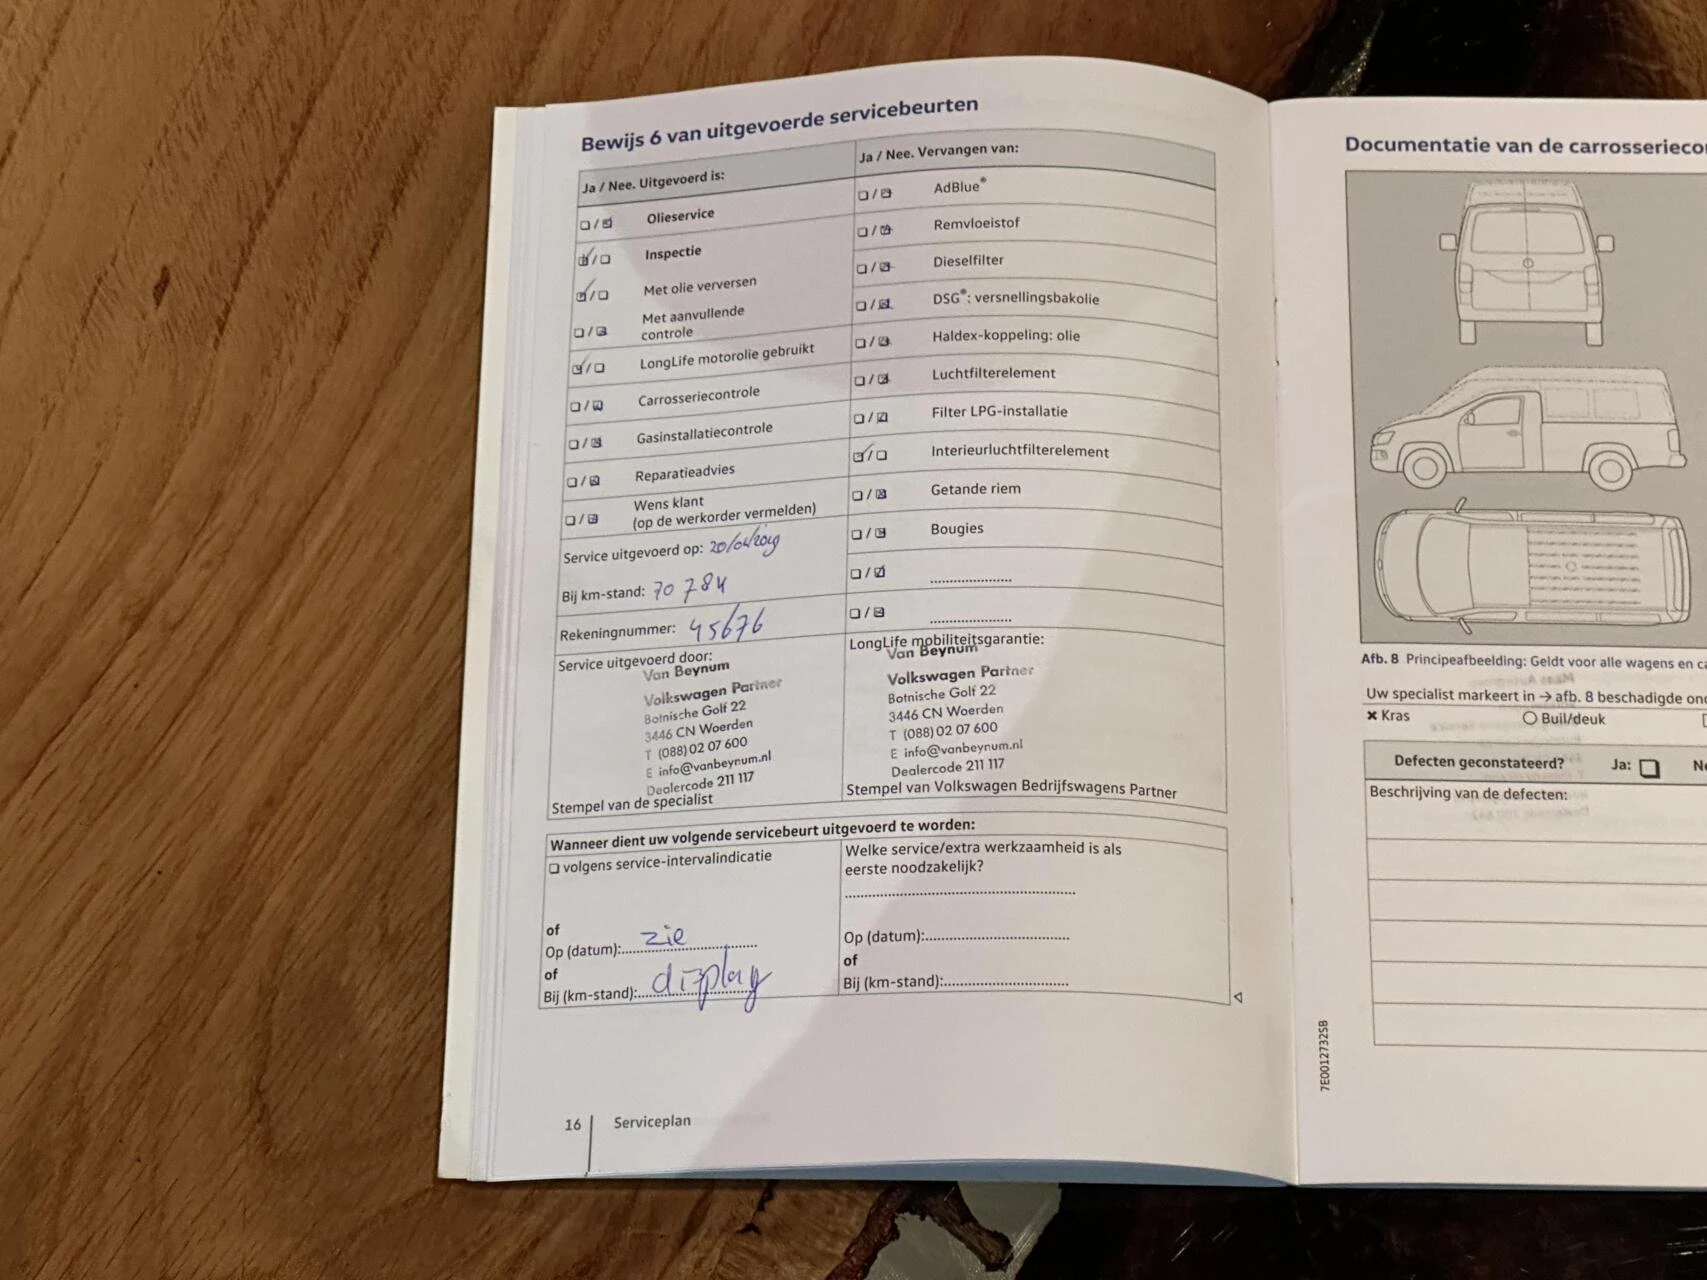 Bewijs 6 van uitgevoerde servicebeurten
Ja / Nee. Uitgevoerd is:
Olieservice
Inspectie
Met olie verversen
Met aanvullende
controle
LongLife motorolie gebruikt
Carrosseriecontrole
Gasinstallatiecontrole
Reparatieadvies
Wens klant
(op de werkorder vermelden)
Service uitgevoerd op:
Bij km-stand: 70 784
Rekeningnummer: 45676
Service uitgevoerd door:
Van Beynum
Volkswagen Partner
Botnische Golf 22
3446 CN Woerden
T (088) 02 07 600
E info@vanbeynum.nl
Dealercode 211 117
Stempel van de specialist
Ja / Nee. Vervangen van:
AdBlue®
Remvloeistof
Dieselfilter
DSG®: versnellingsbakolie
Haldex-koppeling: olie
Luchtfilterelement
Filter LPG-installatie
Interieurluchtfilterelement
Getande riem
Bougies
LongLife mobiliteitsgarantie:
Van Beynum
Volkswagen Partner
Botnische Golf 22
3446 CN Woerden
T (088) 02 07 600
E info@vanbeynum.nl
Dealercode 211 117
Stempel van Volkswagen Bedrijfswagens Partner
Wanneer dient uw volgende servicebeurt uitgevoerd te worden:
volgens service-intervalindicatie
of
Op (datum): zie
of
Bij (km-stand): display
Welke service/extra werkzaamheid is als
eerste noodzakelijk?
Op (datum):
of
Bij (km-stand):
16 Serviceplan
Documentatie van de
Afb. 8 Principeafbeelding: Geldt voor alle wagens en
Uw specialist markeert in → afb. 8 beschadigde
Kras Buil/deuk
Defecten geconstateerd? Ja:
Beschrijving van de defecten:
7E0012732SB